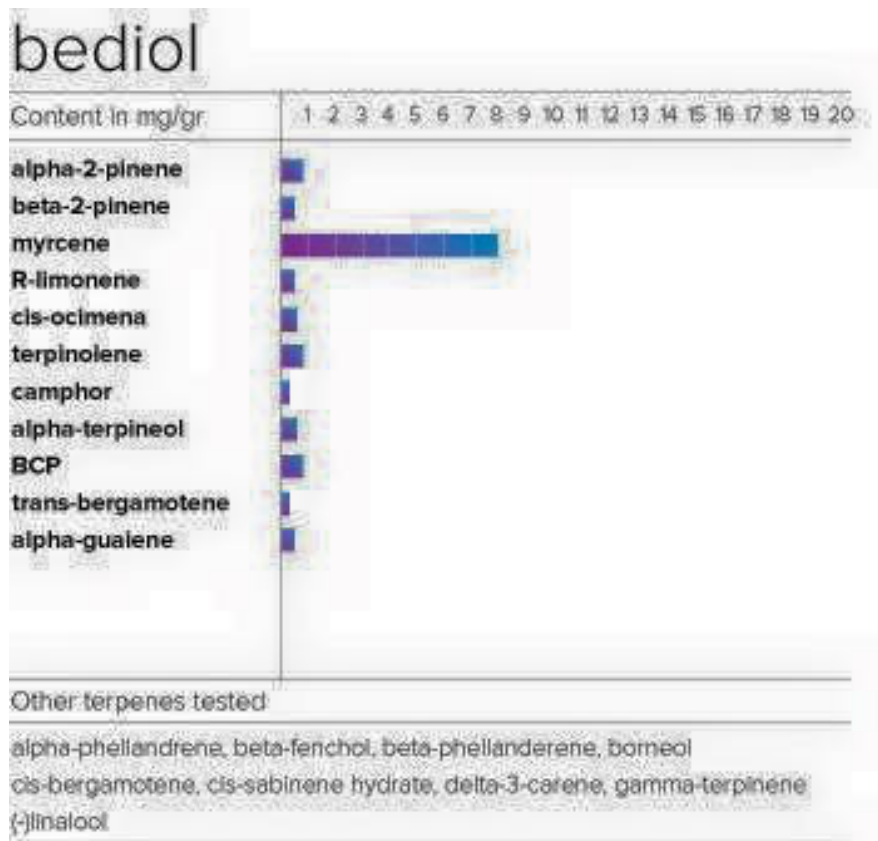 bediol
Content in mg/gr 1 2 3 4 5 6 7 8 9 10 11 12 13 14 15 16 17 18 19 20
alpha-2-pinene
beta-2-pinene
myrcene
R-limonene
cis-ocimena
terpinolene
camphor
alpha-terpineol
BCP
trans-bergamotene
alpha-guaiene
Other terpenes tested
alpha-phellandrene, beta-fenchol, beta-phellanderene, borneol
cis-bergamotene, cis-sabinene hydrate, delta-3-carene, gamma-terpinene
(-)linalool